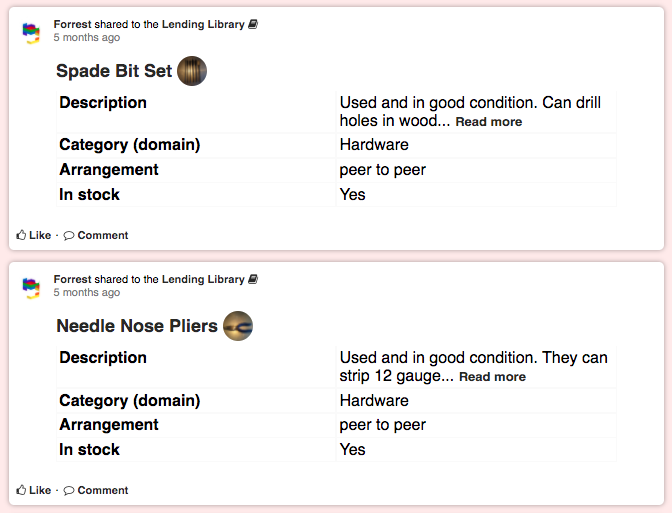 Forrest shared to the Lending Library
5 months ago
Spade Bit Set
Description Used and in good condition. Can drill
holes in wood... Read more
Category (domain) Hardware
Arrangement peer to peer
In stock Yes
Like · Comment
Forrest shared to the Lending Library
5 months ago
Needle Nose Pliers
Description Used and in good condition. They can
strip 12 gauge... Read more
Category (domain) Hardware
Arrangement peer to peer
In stock Yes
Like · Comment